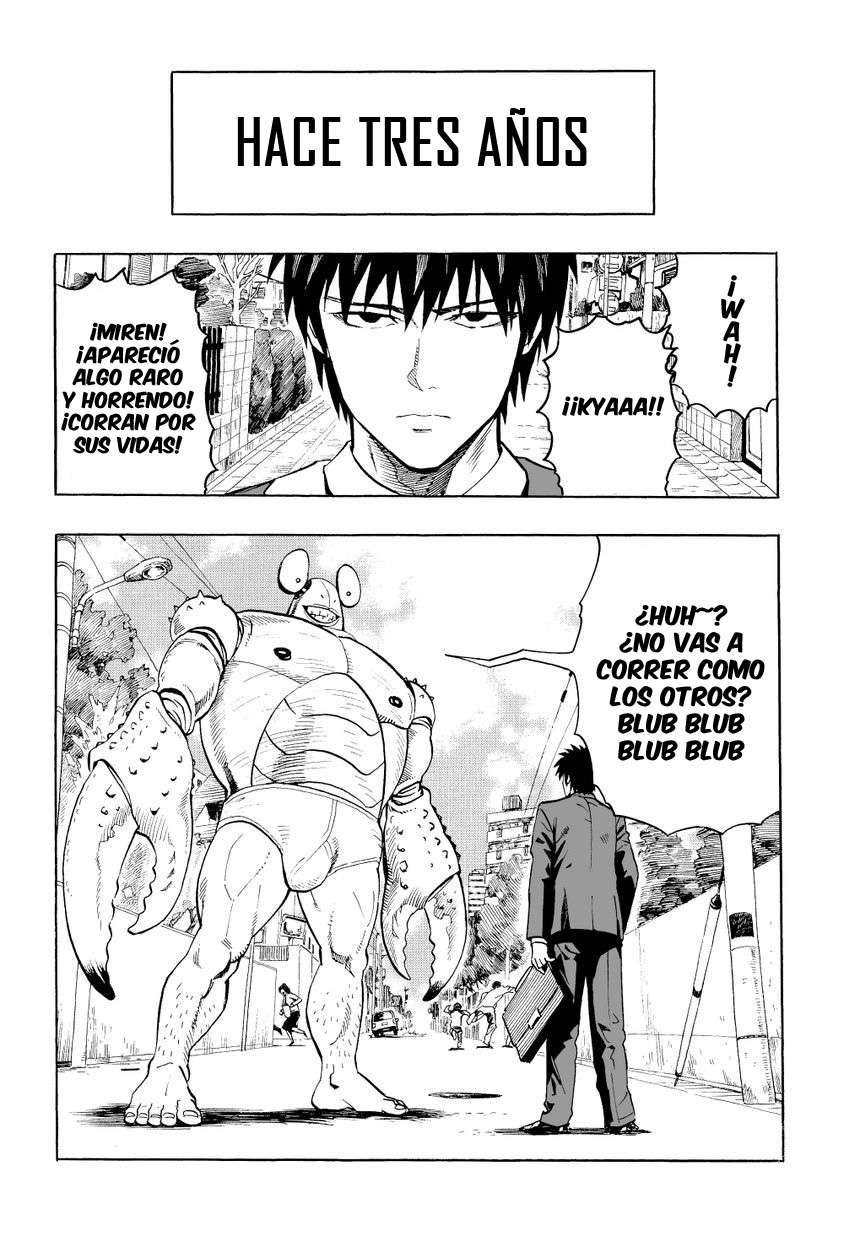 HACE TRES AÑOS
¡WAH!
¡¡KYAAA!!
¡MIREN!
¡APARECIÓ
ALGO RARO
Y HORRENDO!
¡CORRAN POR
SUS VIDAS!
¿HUH~?
¿NO VAS A
CORRER COMO
LOS OTROS?
BLUB BLUB
BLUB BLUB